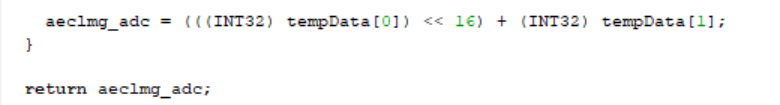 aeclmg_adc = (((INT32) tempData[0]) << 16) + (INT32) tempData[1];
}
return aeclmg_adc;